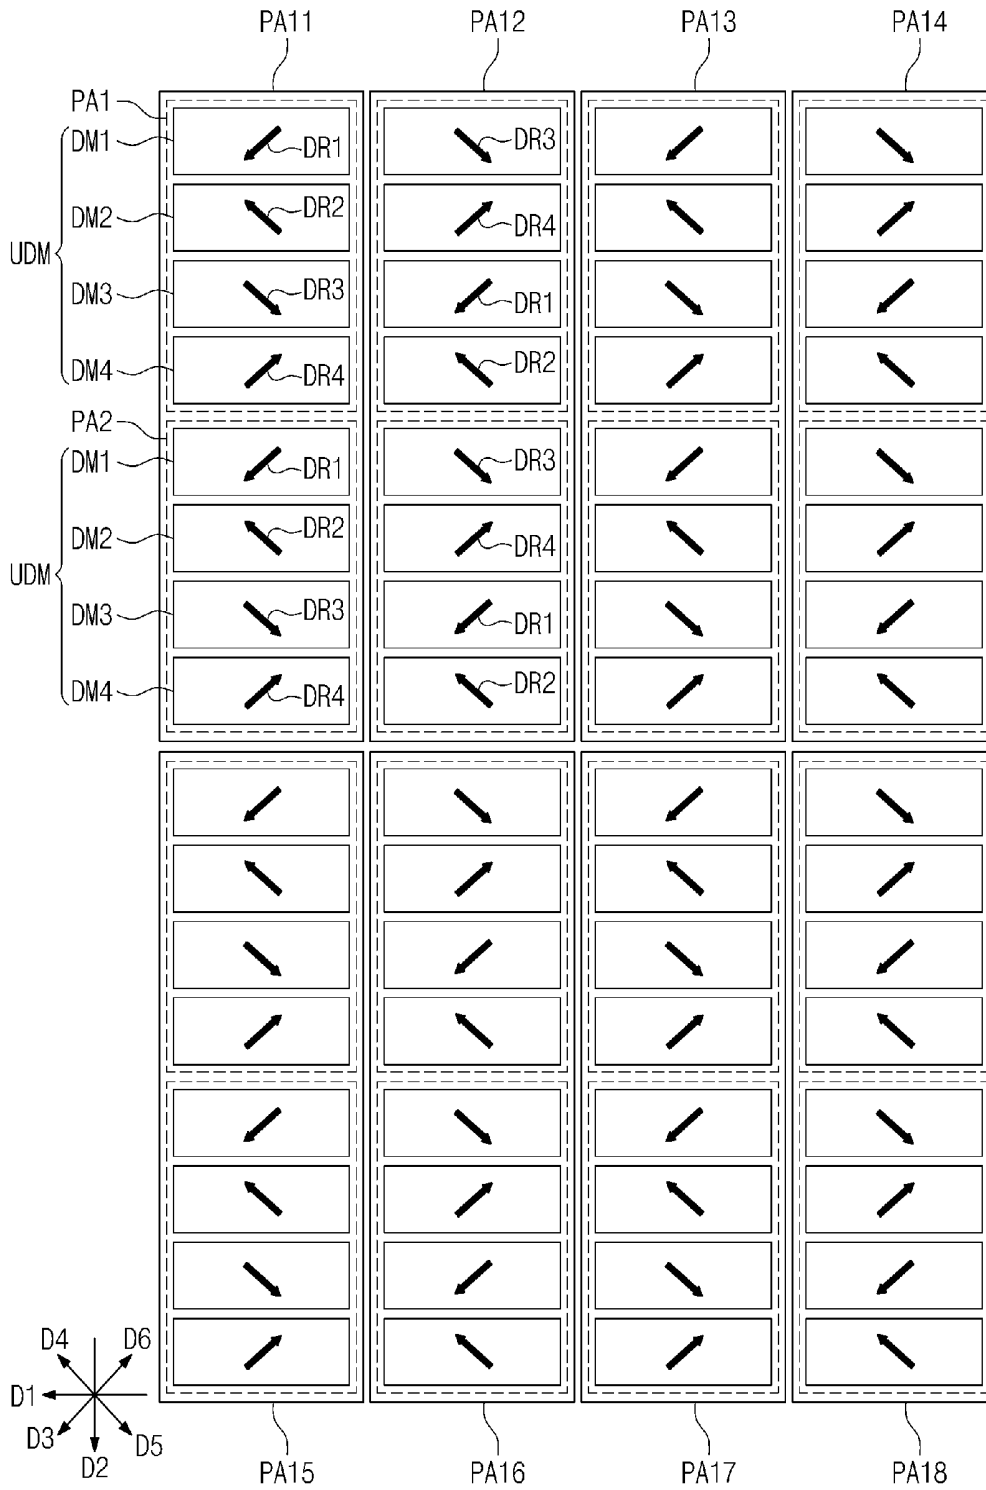 PA11 PA12 PA13 PA14
PA1
DM1 DR1 DR3
DM2 DR2 DR4
UDM
DM3 DR3 DR1
DM4 DR4 DR2
PA2
DM1 DR1 DR3
DM2 DR2 DR4
UDM
DM3 DR3 DR1
DM4 DR4 DR2
D4 D6
D1
D3 D5
D2
PA15 PA16 PA17 PA18